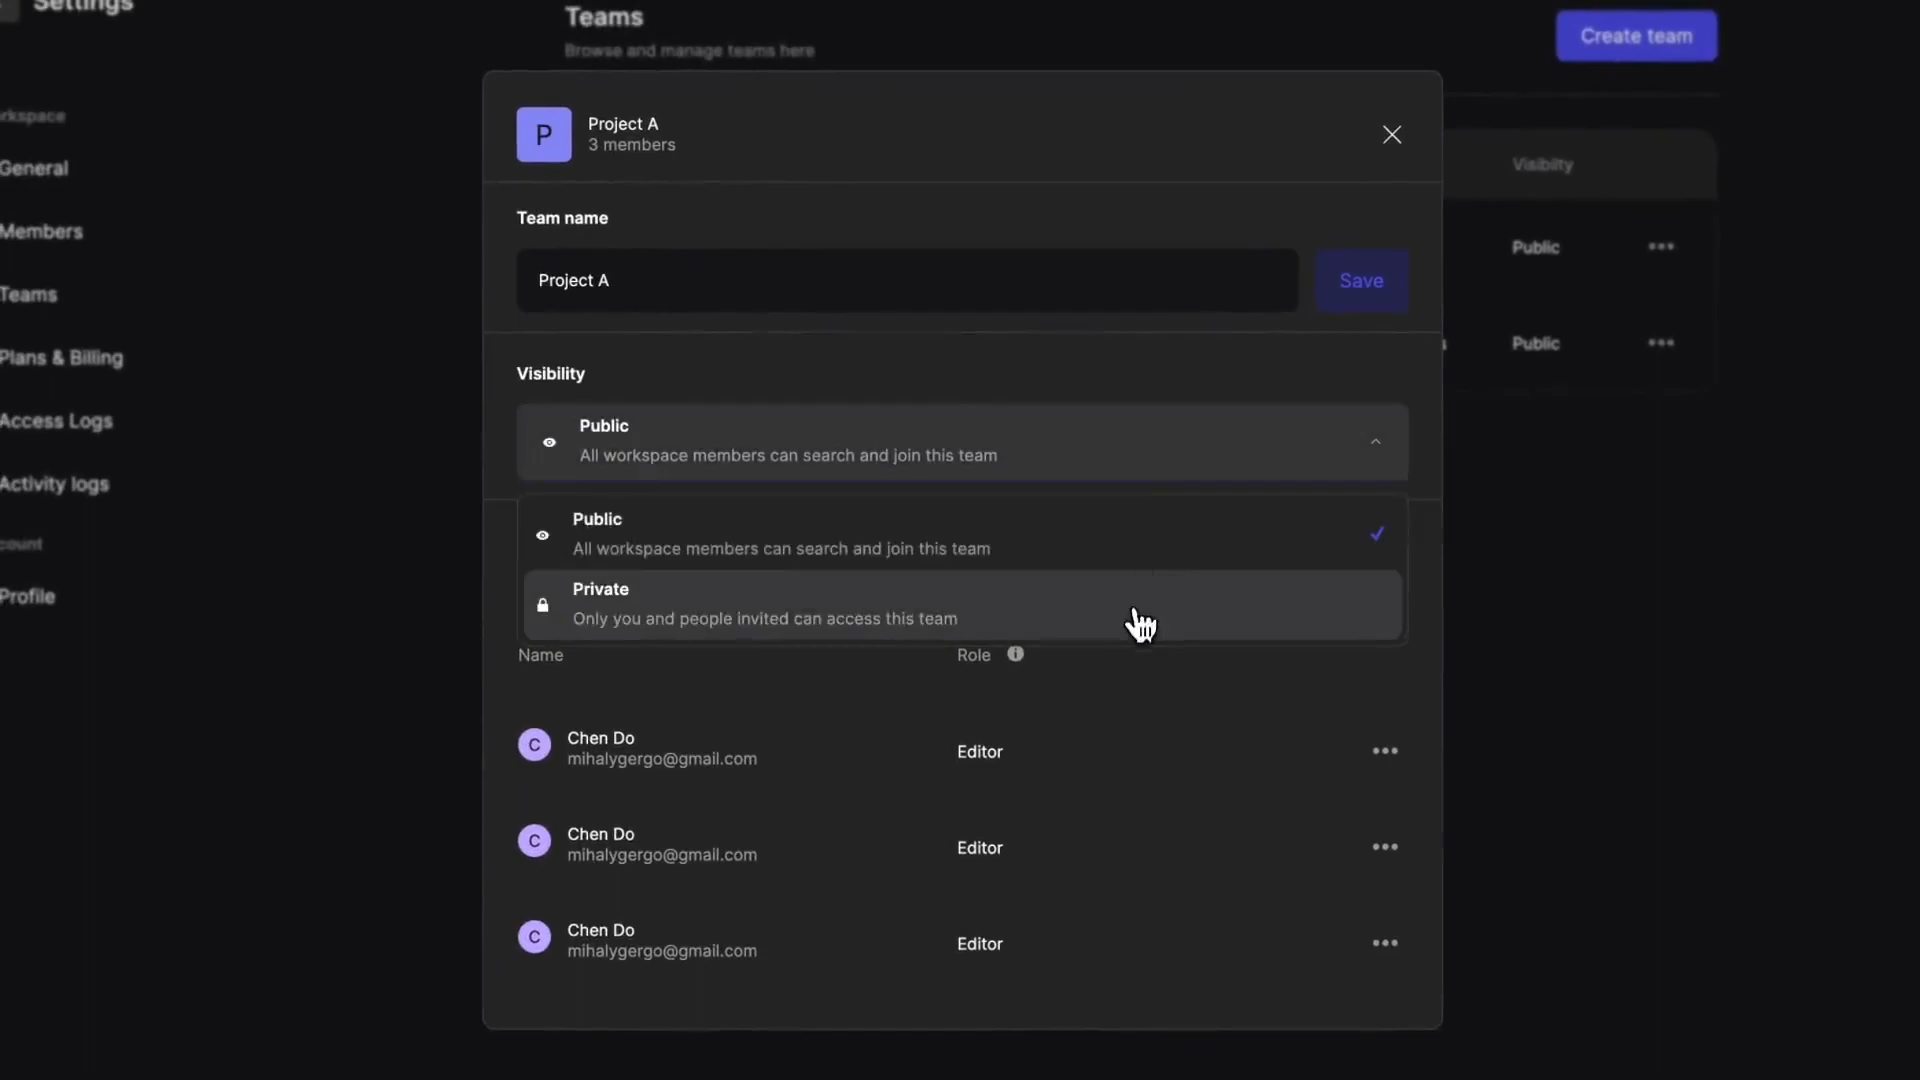 Settings
Teams
Browse and manage teams here
Create team
rkspace
General
Members
Teams
Plans & Billing
Access Logs
Activity logs
count
Profile
P
Project A
3 members
Team name
Project A
Save
Visibility
Public
All workspace members can search and join this team
Public
All workspace members can search and join this team
Private
Only you and people invited can access this team
Name
Role
C
Chen Do
mihalygergo@gmail.com
Editor
C
Chen Do
mihalygergo@gmail.com
Editor
C
Chen Do
mihalygergo@gmail.com
Editor
Visibilty
Public
Public